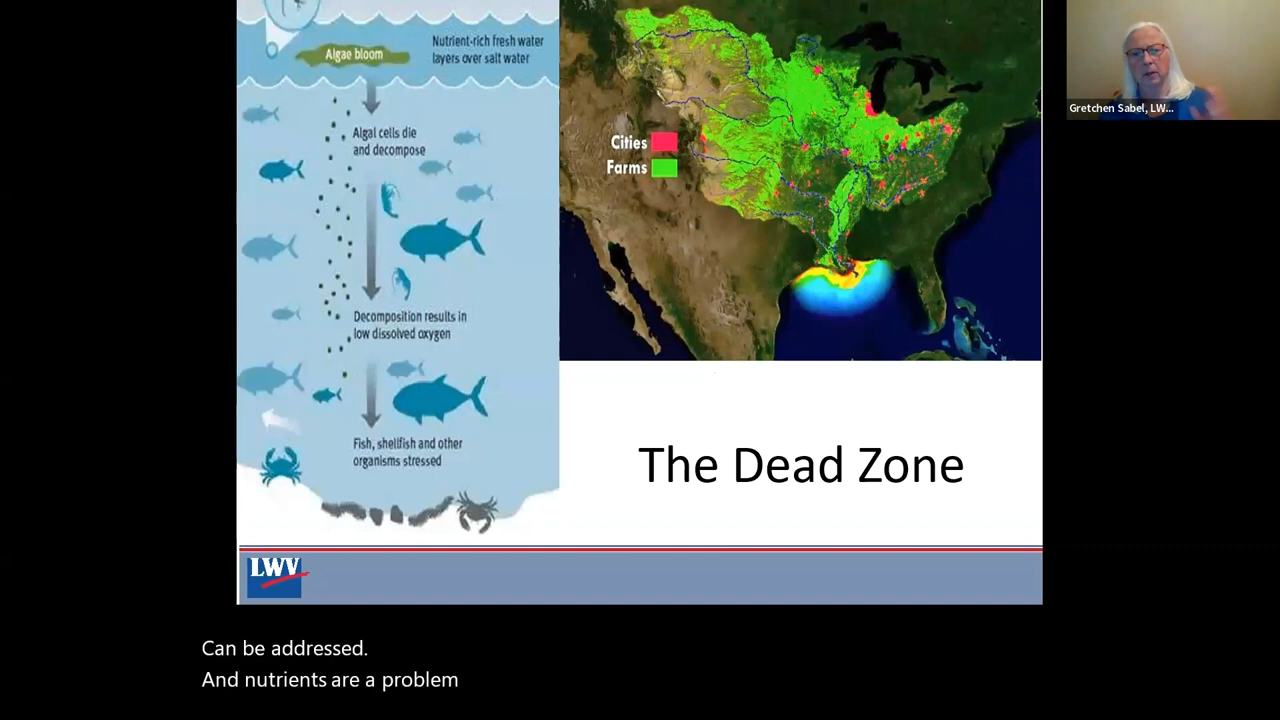 Algae bloom
Nutrient-rich fresh water
layers over salt water
Algal cells die
and decompose
Decomposition results in
low dissolved oxygen
Fish, shellfish and other
organisms stressed
Cities
Farms
The Dead Zone
LWV
Gretchen Sabel, LW...
Can be addressed.
And nutrients are a problem